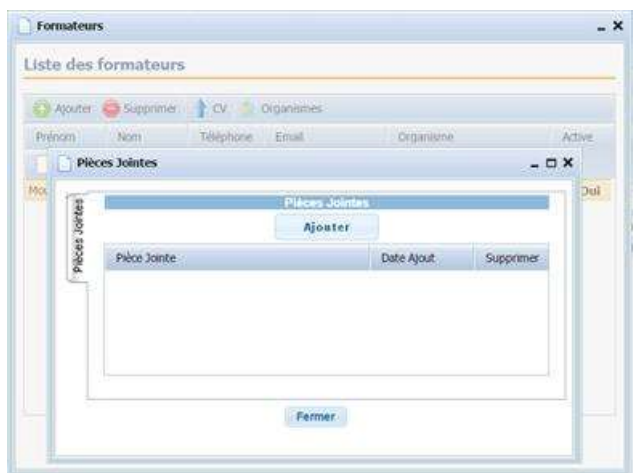 Formateurs
Liste des formateurs
Ajouter Supprimer CV Organismes
Prénom Nom Téléphone Email Organisme Active
Pièces Jointes
Oui
Pièces Jointes
Pièces Jointes
Ajouter
Pièce Jointe Date Ajout Supprimer
Fermer